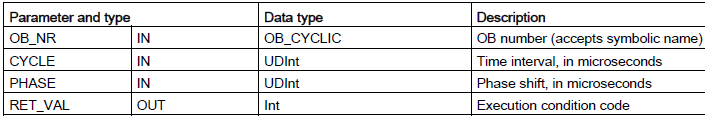 Parameter and type Data type Description
OB_NR IN OB_CYCLIC OB number (accepts symbolic name)
CYCLE IN UDInt Time interval, in microseconds
PHASE IN UDInt Phase shift, in microseconds
RET_VAL OUT Int Execution condition code